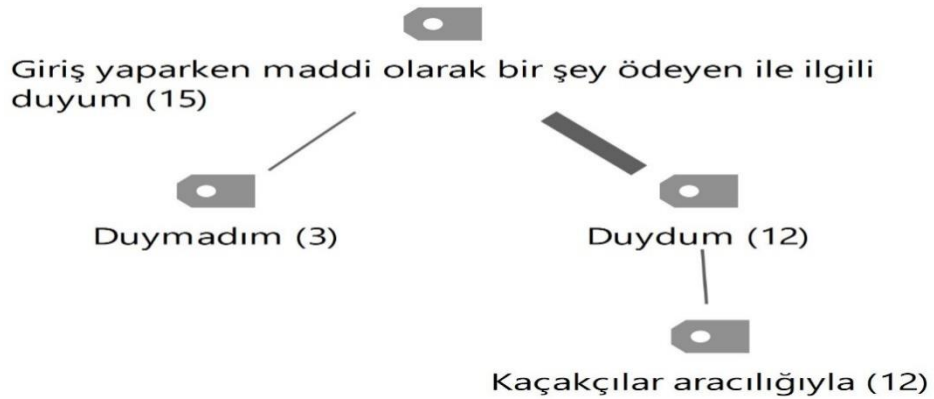 Giriş yaparken maddi olarak bir şey ödeyen ile ilgili
duyum (15)
Duymadım (3)
Duydum (12)
Kaçakçılar aracılığıyla (12)